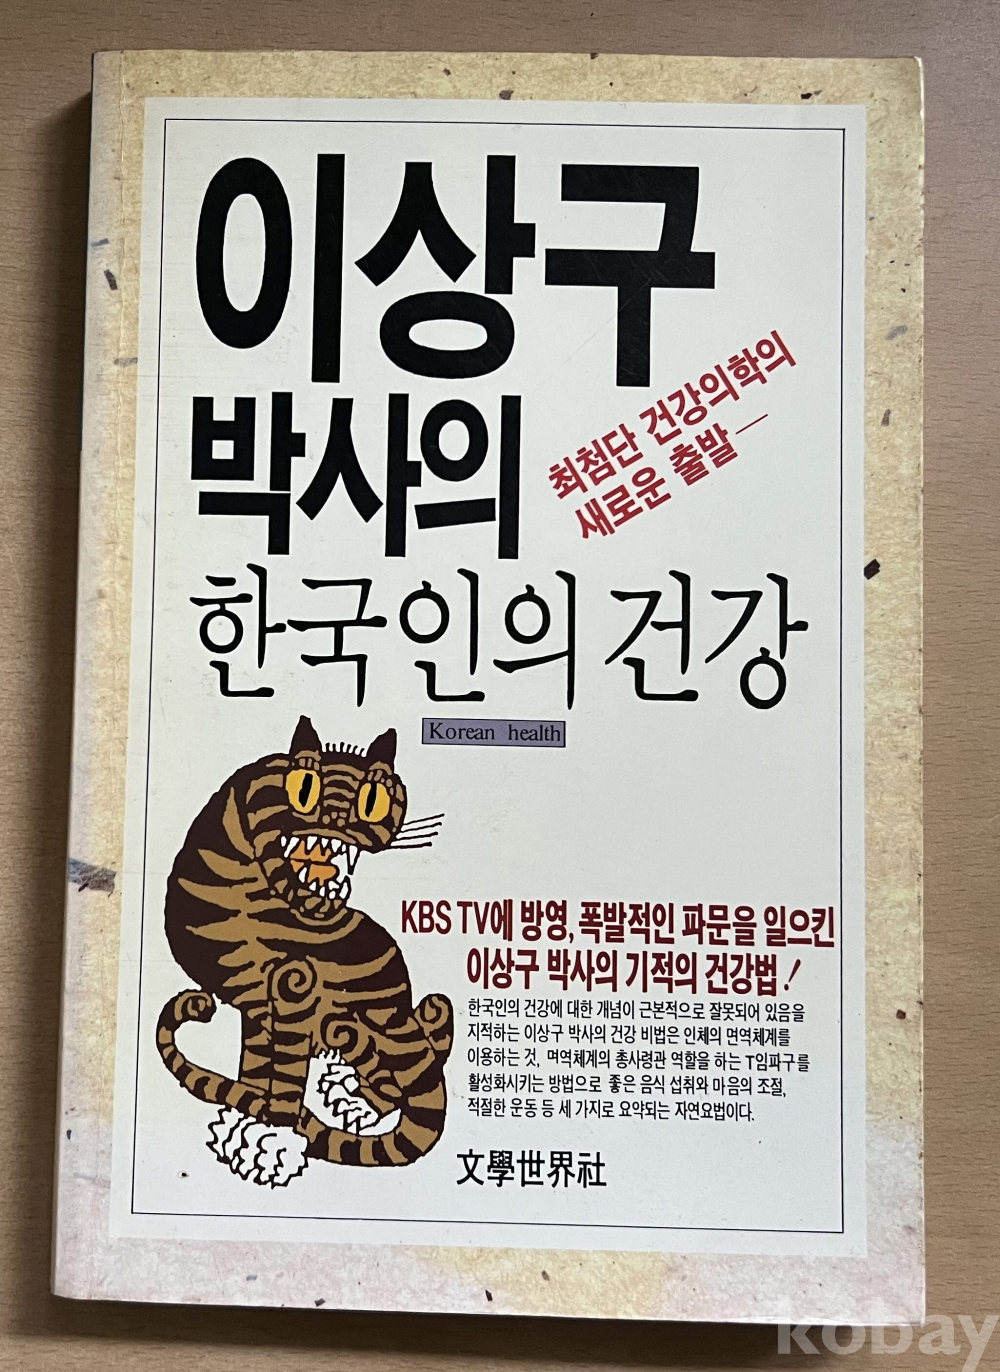 이상구
박사의
최첨단 건강의학의
새로운 출발—
한국인의 건강
Korean health
KBS TV에 방영, 폭발적인 파문을 일으킨
이상구 박사의 기적의 건강법!
한국인의 건강에 대한 개념이 근본적으로 잘못되어 있음을
지적하는 이상구 박사의 건강 비법은 인체의 면역체계를
이용하는 것, 며역체계의 총사령관 역할을 하는 T임파구를
활성화시키는 방법으로 좋은 음식 섭취와 마음의 조절,
적절한 운동 등 세 가지로 요약되는 자연요법이다.
文學世界社
kobay